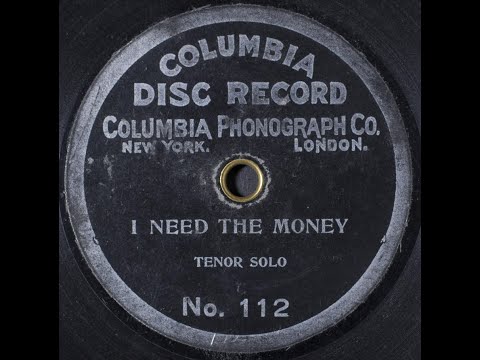 COLUMBIA
DISC RECORD
COLUMBIA PHONOGRAPH CO.
NEW YORK. LONDON.
I NEED THE MONEY
TENOR SOLO
No. 112